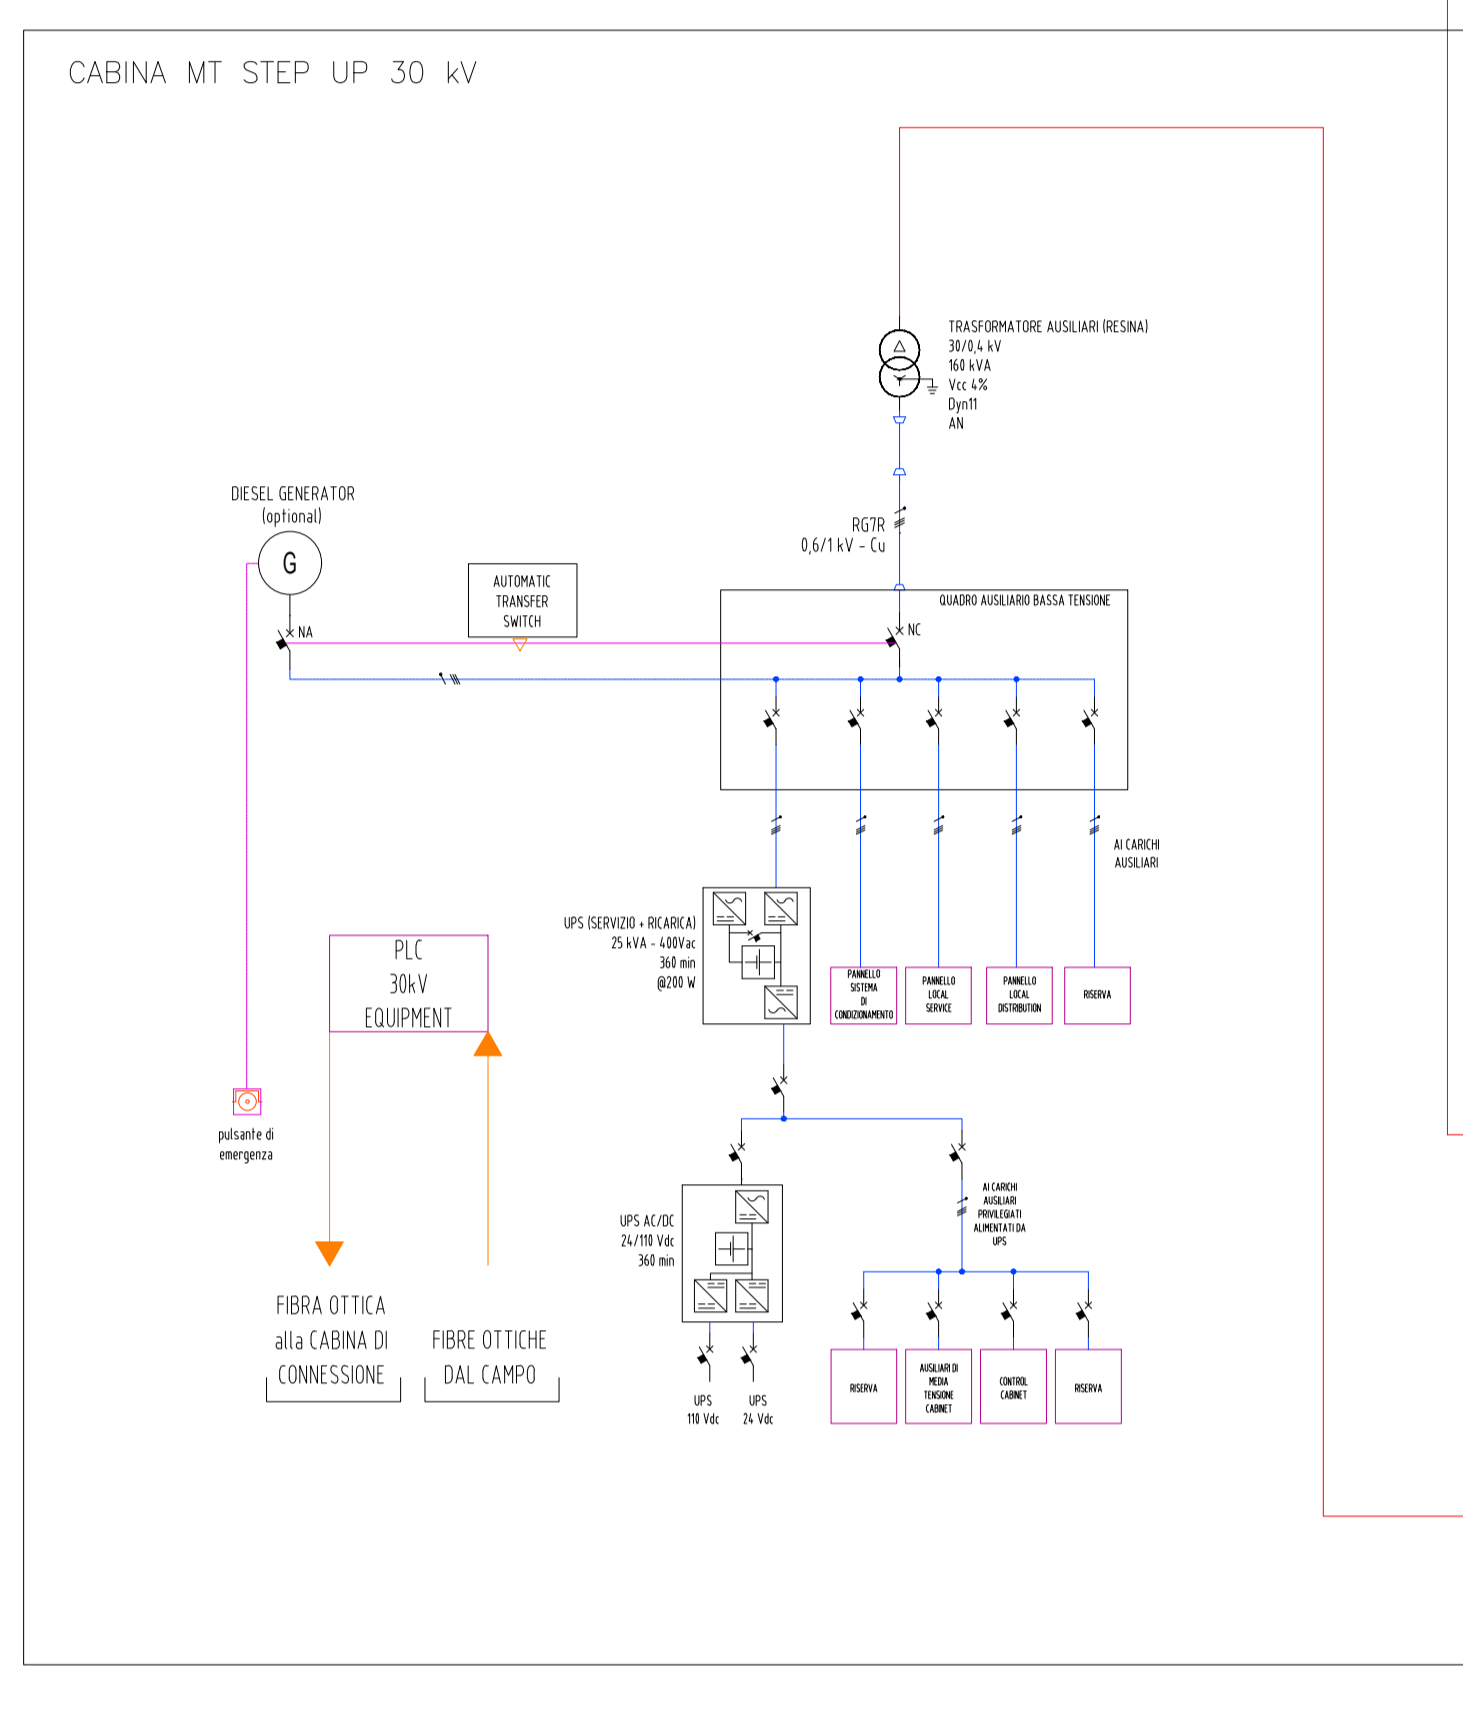 CABINA MT STEP UP 30 kV
TRASFORMATORE AUSILIARI (RESINA)
30/0,4 kV
160 kVA
Vcc 4%
Dyn11
AN
DIESEL GENERATOR
(optional)
G
NA
AUTOMATIC
TRANSFER
SWITCH
RG7R
0,6/1 kV - Cu
QUADRO AUSILIARIO BASSA TENSIONE
NC
AI CARICHI
AUSILIARI
UPS (SERVIZIO + RICARICA)
25 kVA - 400Vac
360 min
@200 W
PANNELLO
SISTEMA
DI
CONDIZIONAMENTO
PANNELLO
LOCAL
SERVICE
PANNELLO
LOCAL
DISTRIBUTION
RISERVA
PLC
30kV
EQUIPMENT
pulsante di
emergenza
UPS AC/DC
24/110 Vdc
360 min
AI CARICHI
AUSILIARI
PRIVILEGIATI
ALIMENTATI DA
UPS
FIBRA OTTICA
alla CABINA DI
CONNESSIONE
FIBRE OTTICHE
DAL CAMPO
UPS
110 Vdc
UPS
24 Vdc
RISERVA
AUSILIARI DI
MEDIA
TENSIONE
CABINET
CONTROL
CABINET
RISERVA